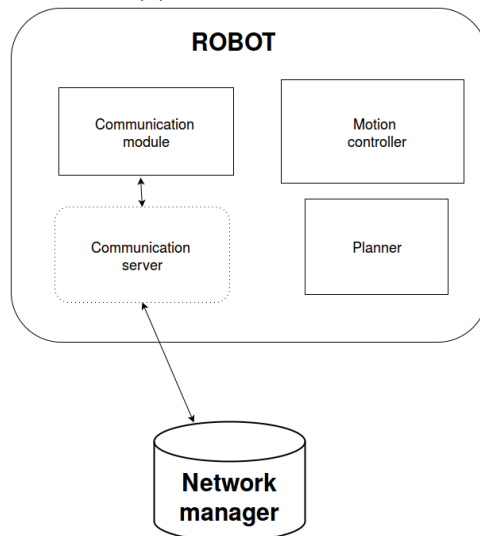 ROBOT
Communication
module
Motion
controller
Communication
server
Planner
Network
manager